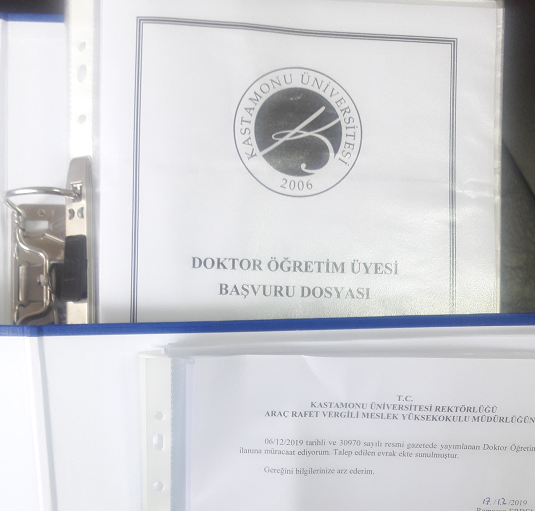 KASTAMONU ÜNİVERSİTESİ
2006
DOKTOR ÖĞRETİM ÜYESİ
BAŞVURU DOSYASI
T.C.
KASTAMONU ÜNİVERSİTESİ REKTÖRLÜĞÜ
ARAÇ RAFET VERGİLİ MESLEK YÜKSEKOKULU MÜDÜRLÜĞÜN
06/12/2019 tarihli ve 30970 sayılı resmi gazetede yayımlanan Doktor Öğretin
ilanına müracaat ediyorum. Talep edilen evrak ekte sunulmuştur.
Gereğini bilgilerinize arz ederim.
17/12/2019